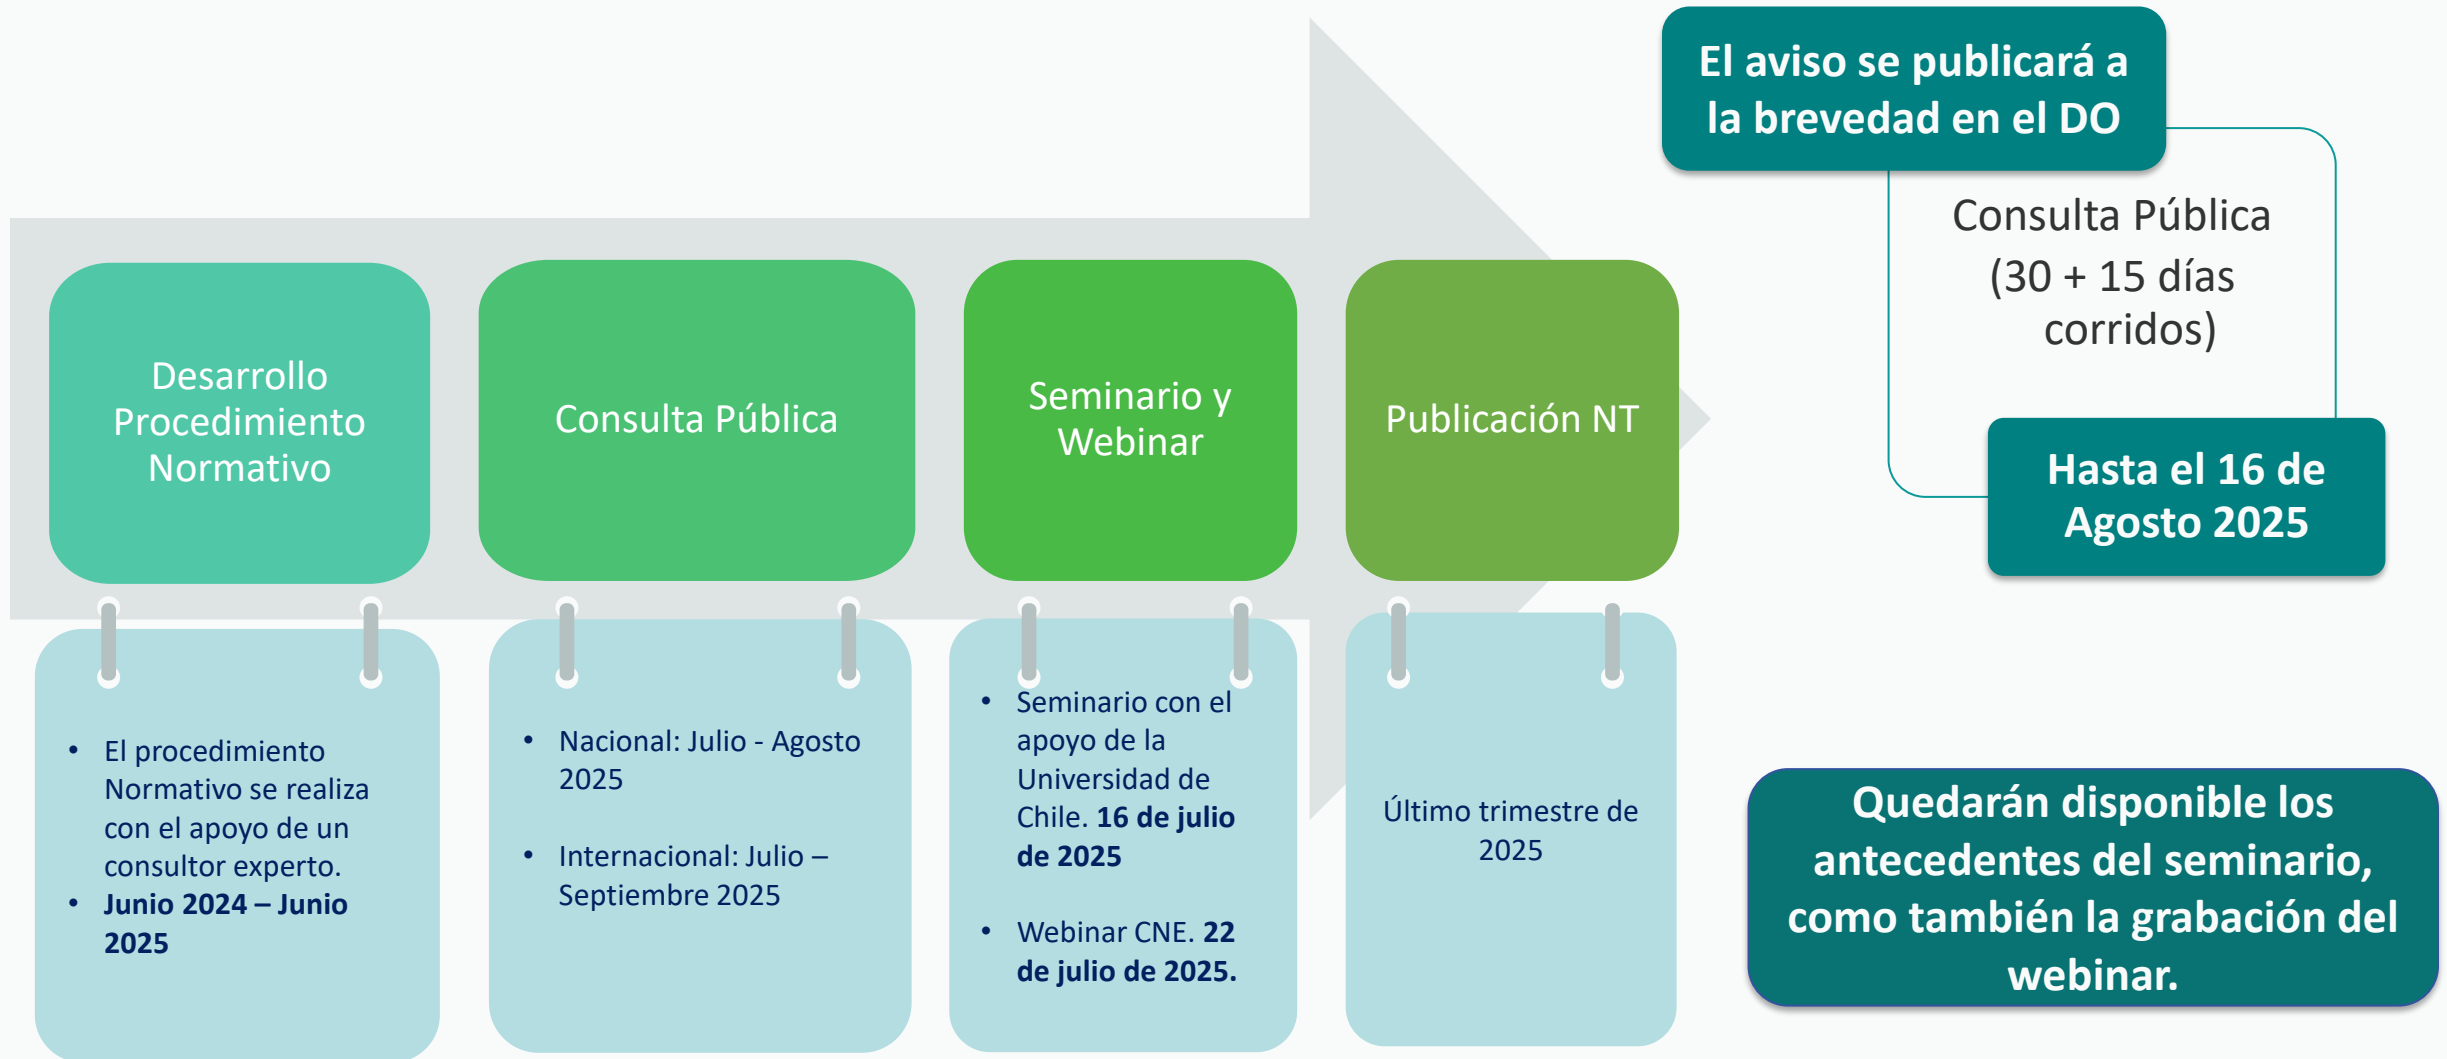 Desarrollo
Procedimiento
Normativo
Consulta Pública
Seminario y
Webinar
Publicación NT
• El procedimiento
Normativo se realiza
con el apoyo de un
consultor experto.
• Junio 2024 – Junio
2025
• Nacional: Julio - Agosto
2025
• Internacional: Julio –
Septiembre 2025
• Seminario con el
apoyo de la
Universidad de
Chile. 16 de julio
de 2025
• Webinar CNE. 22
de julio de 2025.
Último trimestre de
2025
El aviso se publicará a
la brevedad en el DO
Consulta Pública
(30 + 15 días
corridos)
Hasta el 16 de
Agosto 2025
Quedarán disponible los
antecedentes del seminario,
como también la grabación del
webinar.